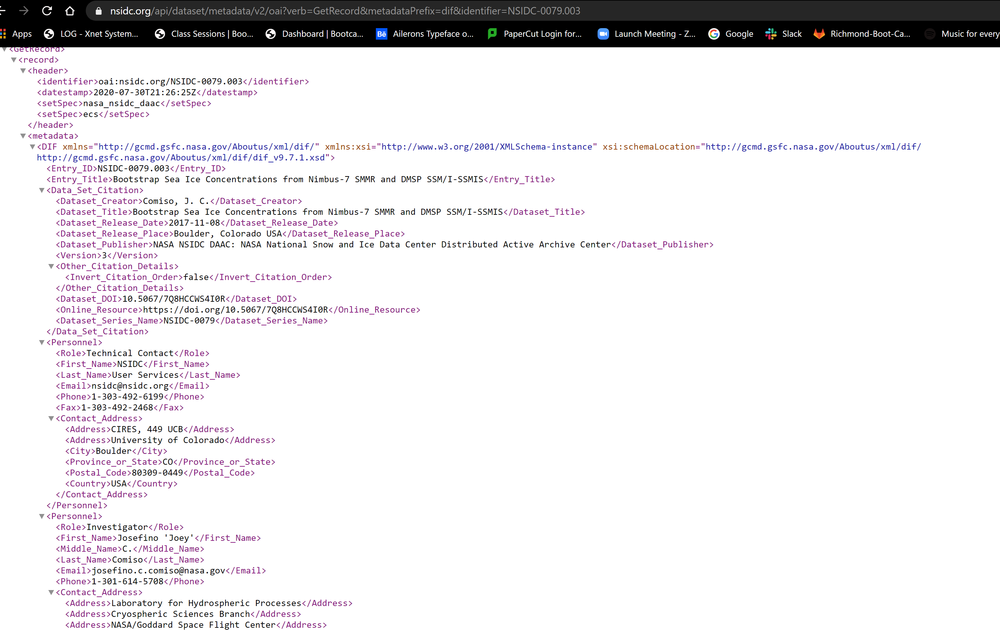 nsidc.org/api/dataset/metadata/v2/oai?verb=GetRecord&metadataPrefix=dif&identifier=NSIDC-0079.003
Apps LOG - Xnet System... Class Sessions | Boo... Dashboard | Bootca... Bē Ailerons Typeface o... PaperCut Login for... Launch Meeting - Z... Google Slack Richmond-Boot-Ca... Music for every
<GetRecord>
<record>
<header>
<identifier>oai:nsidc.org/NSIDC-0079.003</identifier>
<datestamp>2020-07-30T21:26:25Z</datestamp>
<setSpec>nasa_nsidc_daac</setSpec>
<setSpec>ecs</setSpec>
</header>
<metadata>
<DIF xmlns="http://gcmd.gsfc.nasa.gov/Aboutus/xml/dif/" xmlns:xsi="http://www.w3.org/2001/XMLSchema-instance" xsi:schemaLocation="http://gcmd.gsfc.nasa.gov/Aboutus/xml/dif/
http://gcmd.gsfc.nasa.gov/Aboutus/xml/dif/dif_v9.7.1.xsd">
<Entry_ID>NSIDC-0079.003</Entry_ID>
<Entry_Title>Bootstrap Sea Ice Concentrations from Nimbus-7 SMMR and DMSP SSM/I-SSMIS</Entry_Title>
<Data_Set_Citation>
<Dataset_Creator>Comiso, J. C.</Dataset_Creator>
<Dataset_Title>Bootstrap Sea Ice Concentrations from Nimbus-7 SMMR and DMSP SSM/I-SSMIS</Dataset_Title>
<Dataset_Release_Date>2017-11-08</Dataset_Release_Date>
<Dataset_Release_Place>Boulder, Colorado USA</Dataset_Release_Place>
<Dataset_Publisher>NASA NSIDC DAAC: NASA National Snow and Ice Data Center Distributed Active Archive Center</Dataset_Publisher>
<Version>3</Version>
<Other_Citation_Details>
<Invert_Citation_Order>false</Invert_Citation_Order>
</Other_Citation_Details>
<Dataset_DOI>10.5067/7Q8HCCWS4I0R</Dataset_DOI>
<Online_Resource>https://doi.org/10.5067/7Q8HCCWS4I0R</Online_Resource>
<Dataset_Series_Name>NSIDC-0079</Dataset_Series_Name>
</Data_Set_Citation>
<Personnel>
<Role>Technical Contact</Role>
<First_Name>NSIDC</First_Name>
<Last_Name>User Services</Last_Name>
<Email>nsidc@nsidc.org</Email>
<Phone>1-303-492-6199</Phone>
<Fax>1-303-492-2468</Fax>
<Contact_Address>
<Address>CIRES, 449 UCB</Address>
<Address>University of Colorado</Address>
<City>Boulder</City>
<Province_or_State>CO</Province_or_State>
<Postal_Code>80309-0449</Postal_Code>
<Country>USA</Country>
</Contact_Address>
</Personnel>
<Personnel>
<Role>Investigator</Role>
<First_Name>Josefino 'Joey'</First_Name>
<Middle_Name>C.</Middle_Name>
<Last_Name>Comiso</Last_Name>
<Email>josefino.c.comiso@nasa.gov</Email>
<Phone>1-301-614-5708</Phone>
<Contact_Address>
<Address>Laboratory for Hydrospheric Processes</Address>
<Address>Cryospheric Sciences Branch</Address>
<Address>NASA/Goddard Space Flight Center</Address>